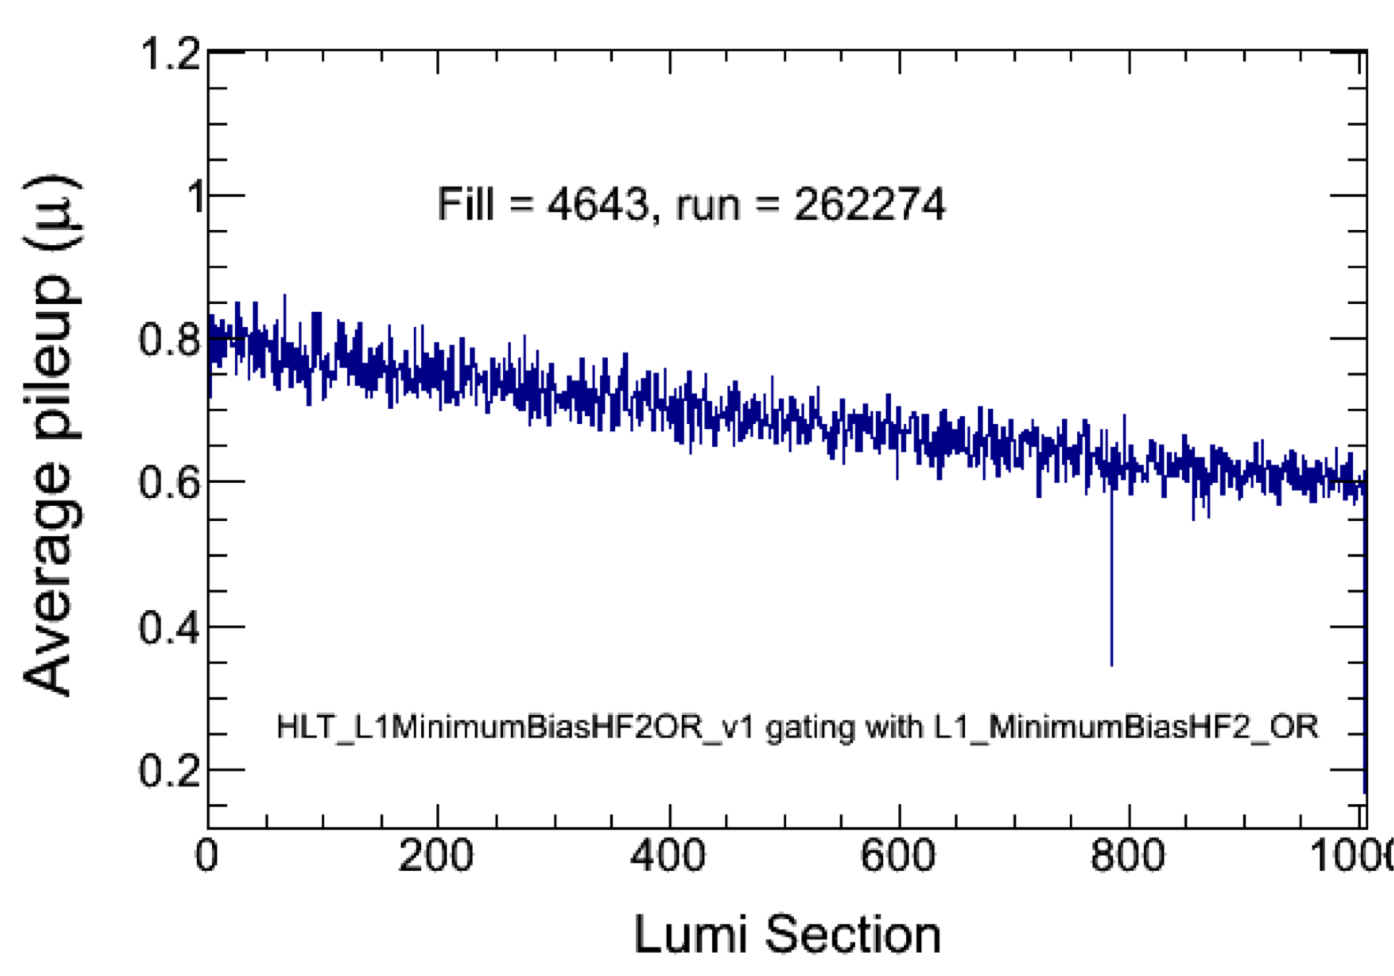 1.2
1
0.8
0.6
0.4
0.2
Average pileup (μ)
Fill = 4643, run = 262274
HLT_L1MinimumBiasHF2OR_v1 gating with L1_MinimumBiasHF2_OR
0 200 400 600 800 1000
Lumi Section